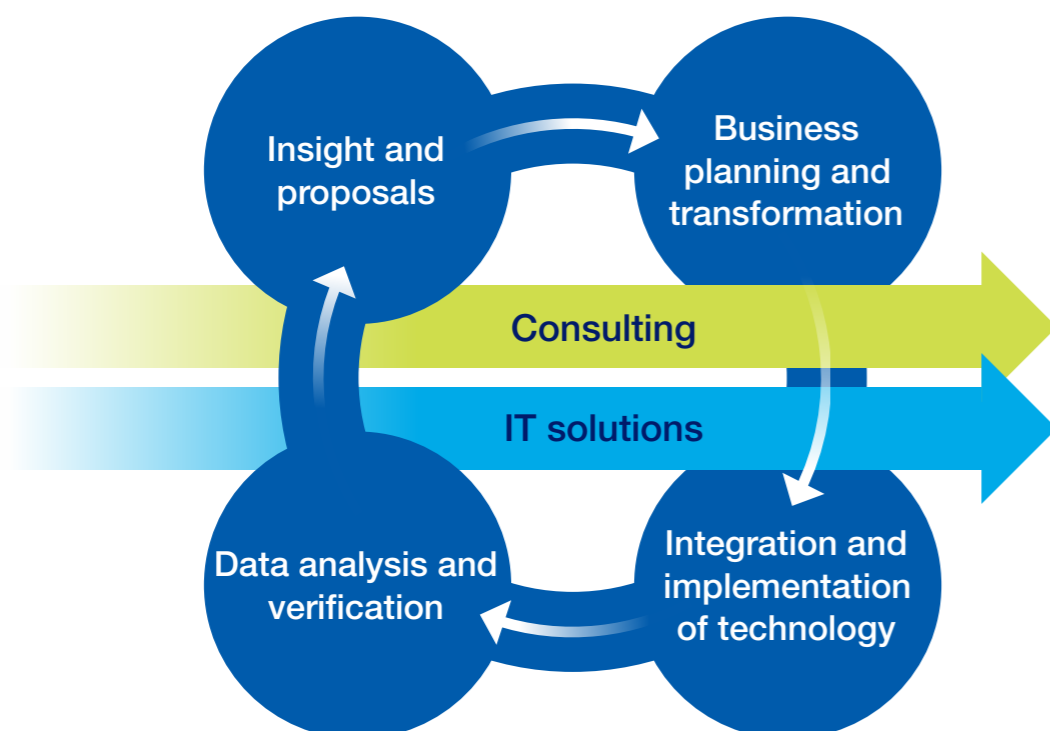 Insight and
proposals
Business
planning and
transformation
Consulting
IT solutions
Data analysis and
verification
Integration and
implementation
of technology